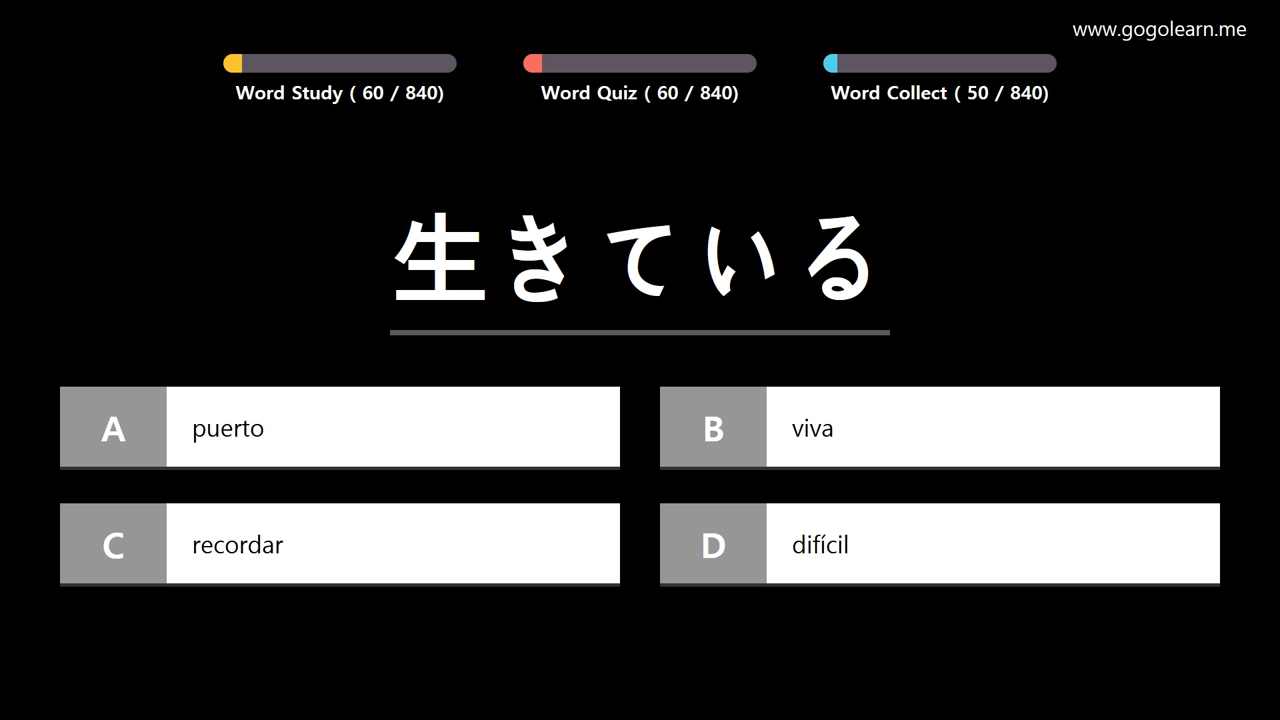 www.gogolearn.me
Word Study ( 60 / 840)
Word Quiz ( 60 / 840)
Word Collect ( 50 / 840)
生きている
A puerto
B viva
C recordar
D difícil